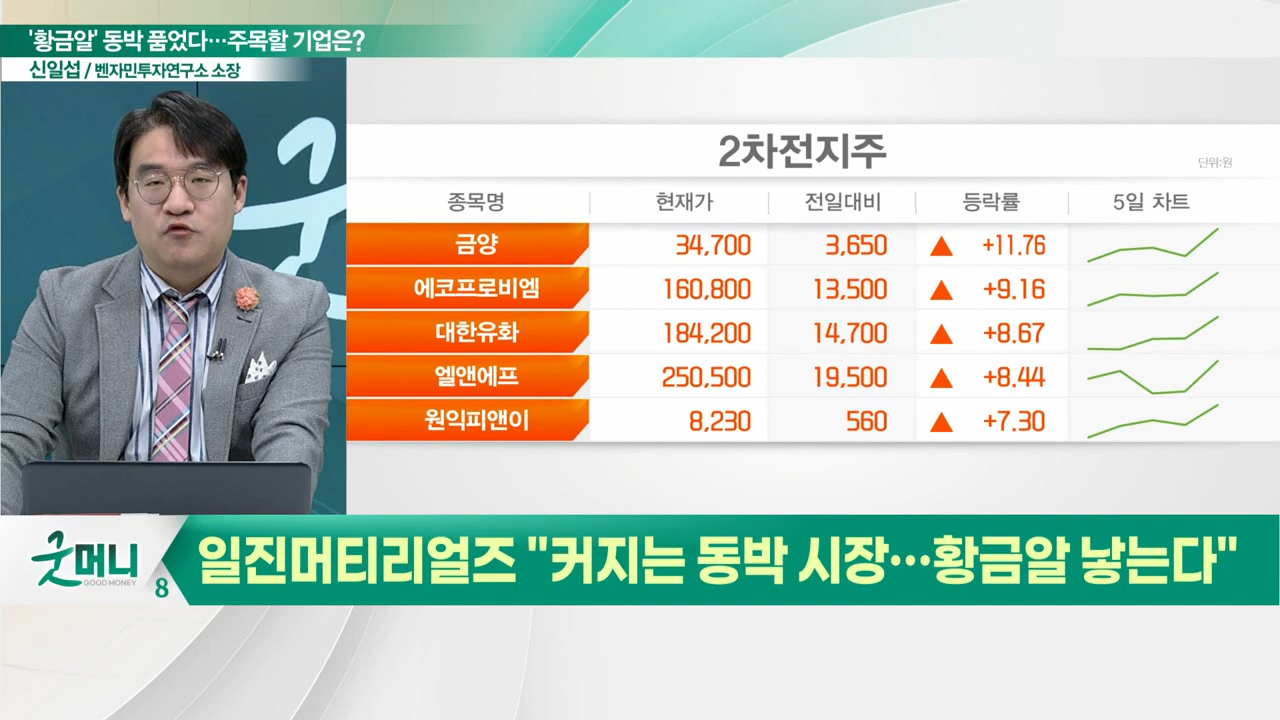 '황금알' 동박 품었다…주목할 기업은?
신일섭 / 벤자민투자연구소 소장
2차전지주
단위:원
종목명 현재가 전일대비 등락률 5일 차트
금양 34,700 3,650 ▲ +11.76
에코프로비엠 160,800 13,500 ▲ +9.16
대한유화 184,200 14,700 ▲ +8.67
엘앤에프 250,500 19,500 ▲ +8.44
원익피앤이 8,230 560 ▲ +7.30
굿머니
GOOD MONEY
8
일진머티리얼즈 "커지는 동박 시장…황금알 낳는다"